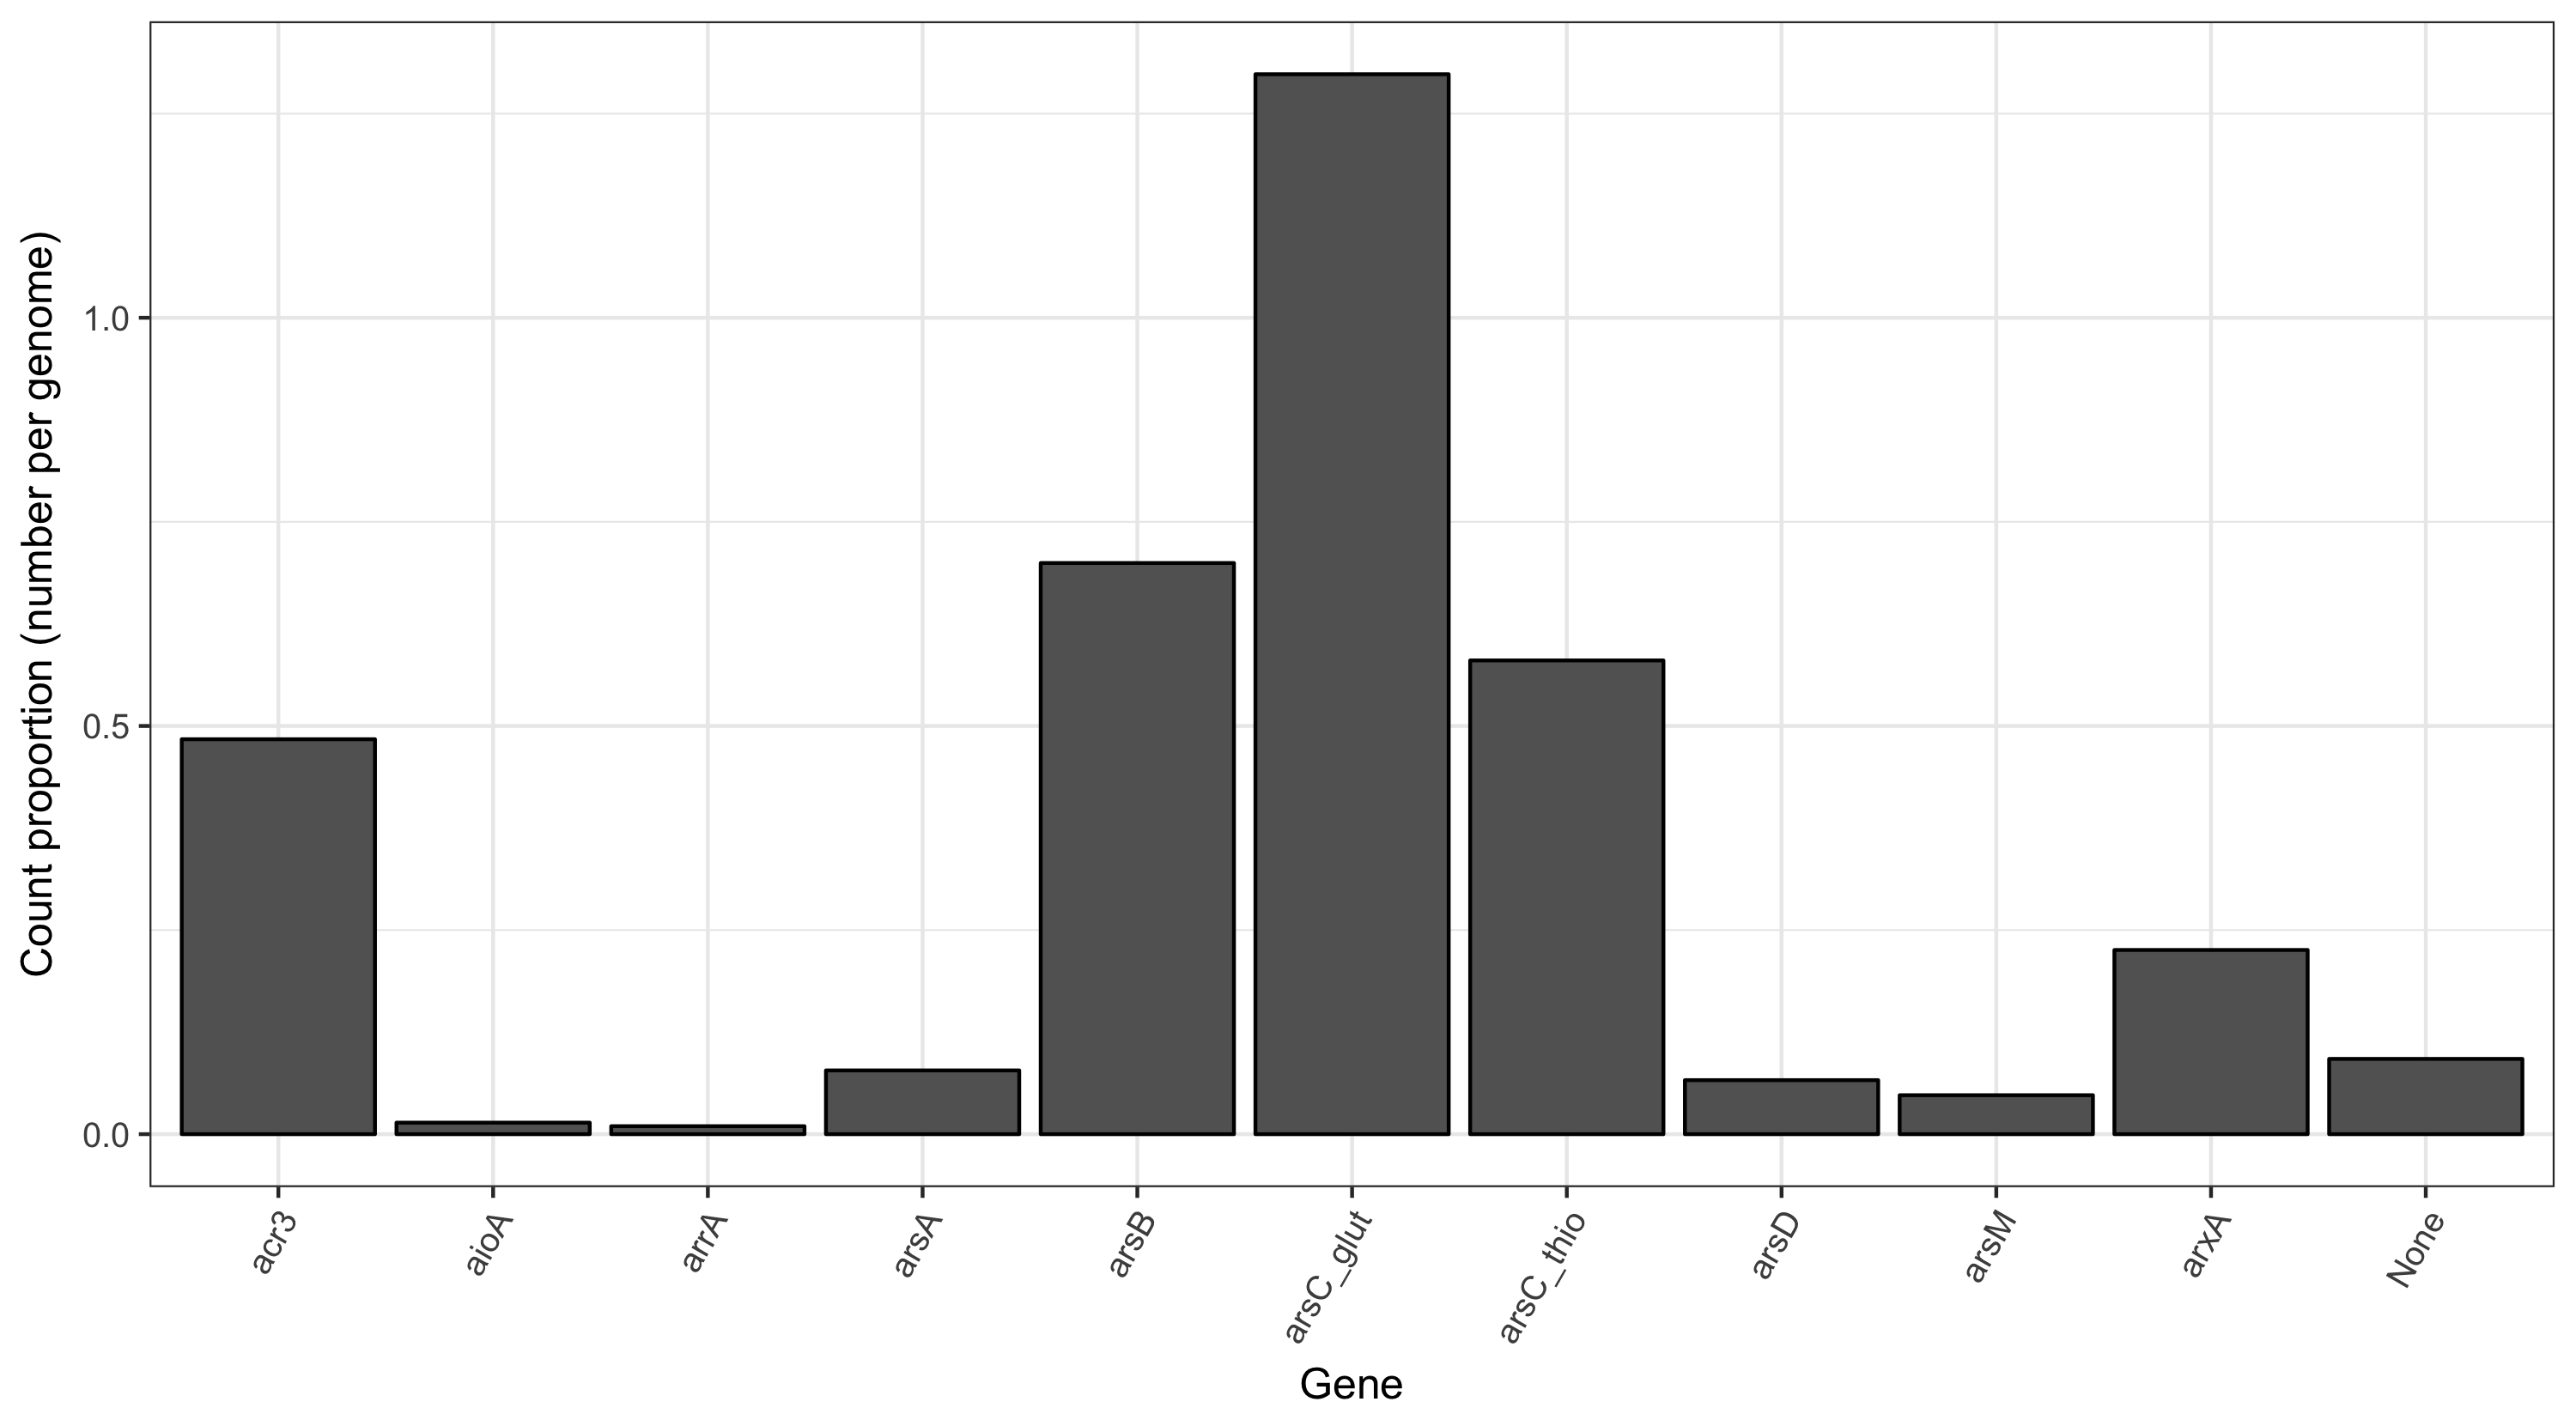 Count proportion (number per genome)
1.0
0.5
0.0
acr3
aioA
arrA
arsA
arsB
arsC_glut
arsC_thio
arsD
arsM
arxA
None
Gene